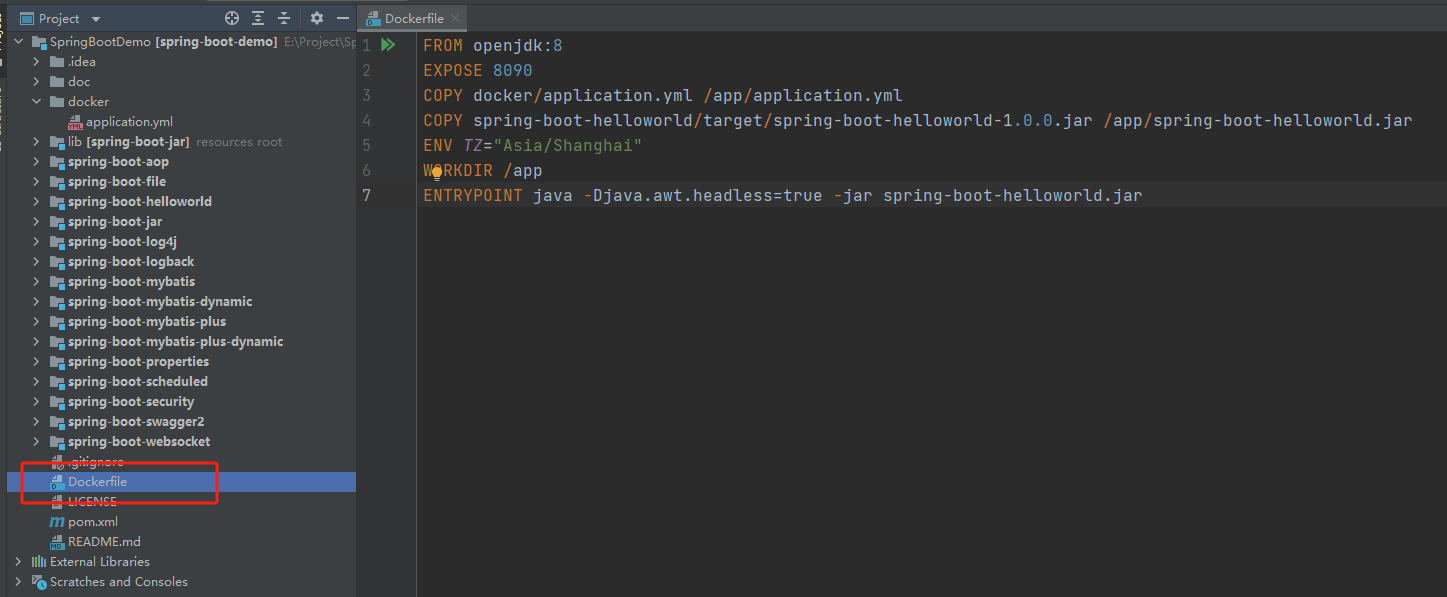 Project
Dockerfile
SpringBootDemo [spring-boot-demo] E:\Project\Sp
.idea
doc
docker
application.yml
lib [spring-boot-jar] resources root
spring-boot-aop
spring-boot-file
spring-boot-helloworld
spring-boot-jar
spring-boot-log4j
spring-boot-logback
spring-boot-mybatis
spring-boot-mybatis-dynamic
spring-boot-mybatis-plus
spring-boot-mybatis-plus-dynamic
spring-boot-properties
spring-boot-scheduled
spring-boot-security
spring-boot-swagger2
spring-boot-websocket
.gitignore
Dockerfile
LICENSE
pom.xml
README.md
External Libraries
Scratches and Consoles
1 FROM openjdk:8
2 EXPOSE 8090
3 COPY docker/application.yml /app/application.yml
4 COPY spring-boot-helloworld/target/spring-boot-helloworld-1.0.0.jar /app/spring-boot-helloworld.jar
5 ENV TZ="Asia/Shanghai"
6 WORKDIR /app
7 ENTRYPOINT java -Djava.awt.headless=true -jar spring-boot-helloworld.jar